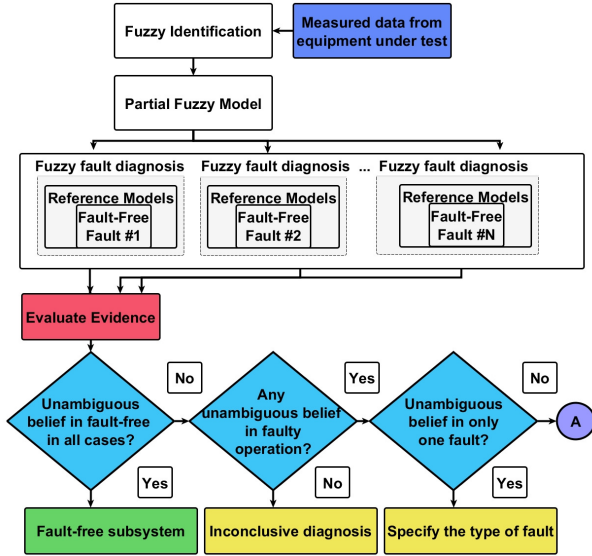 Fuzzy Identification
Measured data from
equipment under test
Partial Fuzzy Model
Fuzzy fault diagnosis
Reference Models
Fault-Free
Fault #1
Fuzzy fault diagnosis
Reference Models
Fault-Free
Fault #2
...
Fuzzy fault diagnosis
Reference Models
Fault-Free
Fault #N
Evaluate Evidence
Unambiguous
belief in fault-free
in all cases?
No
Any
unambiguous belief
in faulty
operation?
Yes
Unambiguous
belief in only
one fault?
No
A
Yes
No
Yes
Fault-free subsystem
Inconclusive diagnosis
Specify the type of fault